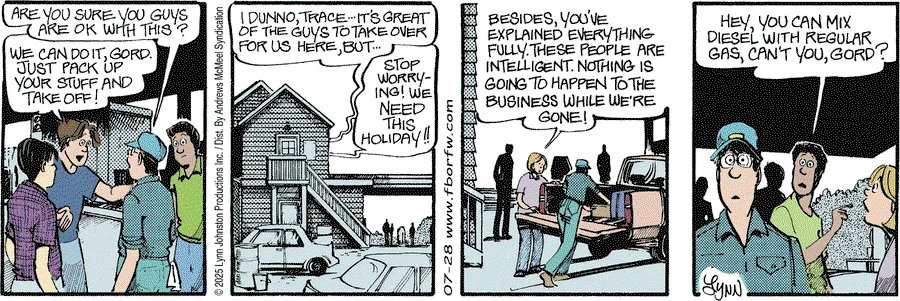 ARE YOU SURE YOU GUYS
ARE OK WITH THIS?
WE CAN DO IT, GORD.
JUST PACK UP
YOUR STUFF AND
TAKE OFF!
© 2025 Lynn Johnston Productions Inc. / Dist. By Andrews McMeel Syndication
I DUNNO, TRACE...IT'S GREAT
OF THE GUYS TO TAKE OVER
FOR US HERE, BUT...
STOP
WORRY-
ING! WE
NEED
THIS
HOLIDAY!!
07-28 www.fborfw.com
BESIDES, YOU'VE
EXPLAINED EVERYTHING
FULLY. THESE PEOPLE ARE
INTELLIGENT. NOTHING IS
GOING TO HAPPEN TO THE
BUSINESS WHILE WE'RE
GONE!
HEY, YOU CAN MIX
DIESEL WITH REGULAR
GAS, CAN'T YOU, GORD?
LYNN